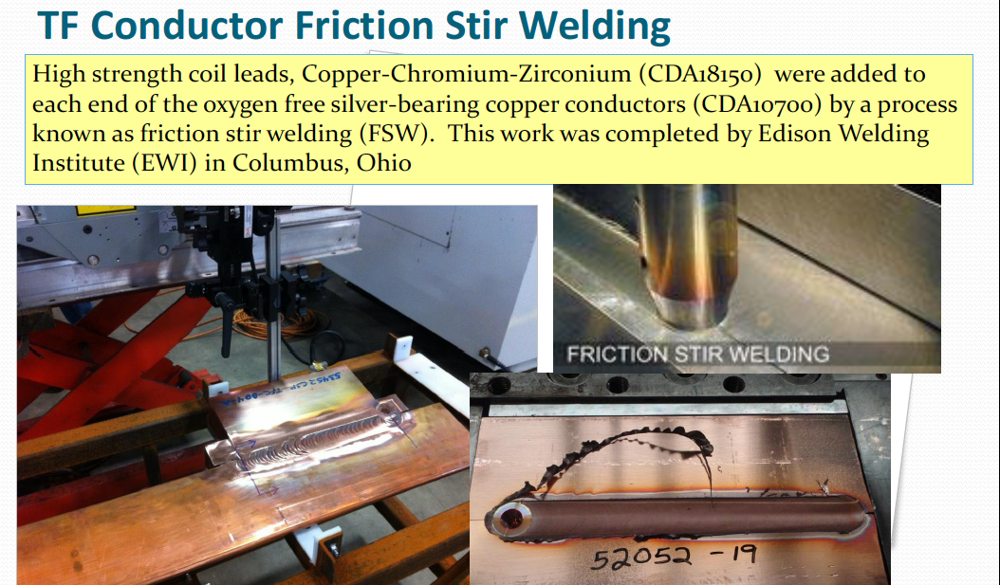 TF Conductor Friction Stir Welding
High strength coil leads, Copper-Chromium-Zirconium (CDA18150)  were added to
each end of the oxygen free silver-bearing copper conductors (CDA10700) by a process
known as friction stir welding (FSW).  This work was completed by Edison Welding
Institute (EWI) in Columbus, Ohio
FRICTION STIR WELDING
52052 -19